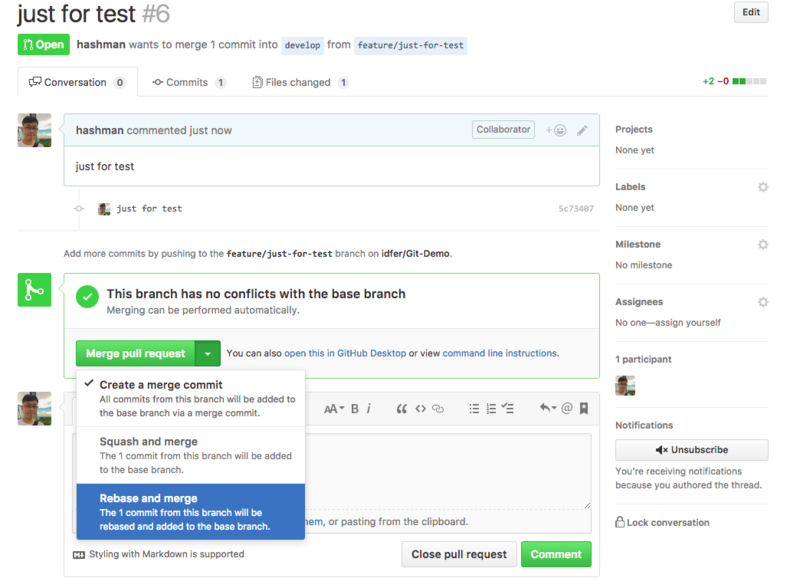 just for test #6
Edit
Open hashman wants to merge 1 commit into develop from feature/just-for-test
Conversation 0
Commits 1
Files changed 1
+2 −0
hashman commented just now
Collaborator
just for test
just for test
5c73407
Add more commits by pushing to the feature/just-for-test branch on idfer/Git-Demo.
This branch has no conflicts with the base branch
Merging can be performed automatically.
Merge pull request
You can also open this in GitHub Desktop or view command line instructions.
Create a merge commit
All commits from this branch will be added
to the base branch via a merge commit.
Squash and merge
The 1 commit from this branch will be added
to the base branch.
Rebase and merge
The 1 commit from this branch will be
rebased and added to the base branch.
AA B i
@
, or pasting from the clipboard.
Styling with Markdown is supported
Close pull request
Comment
Projects
None yet
Labels
None yet
Milestone
No milestone
Assignees
No one—assign yourself
1 participant
Notifications
Unsubscribe
You're receiving notifications
because you authored the thread.
Lock conversation